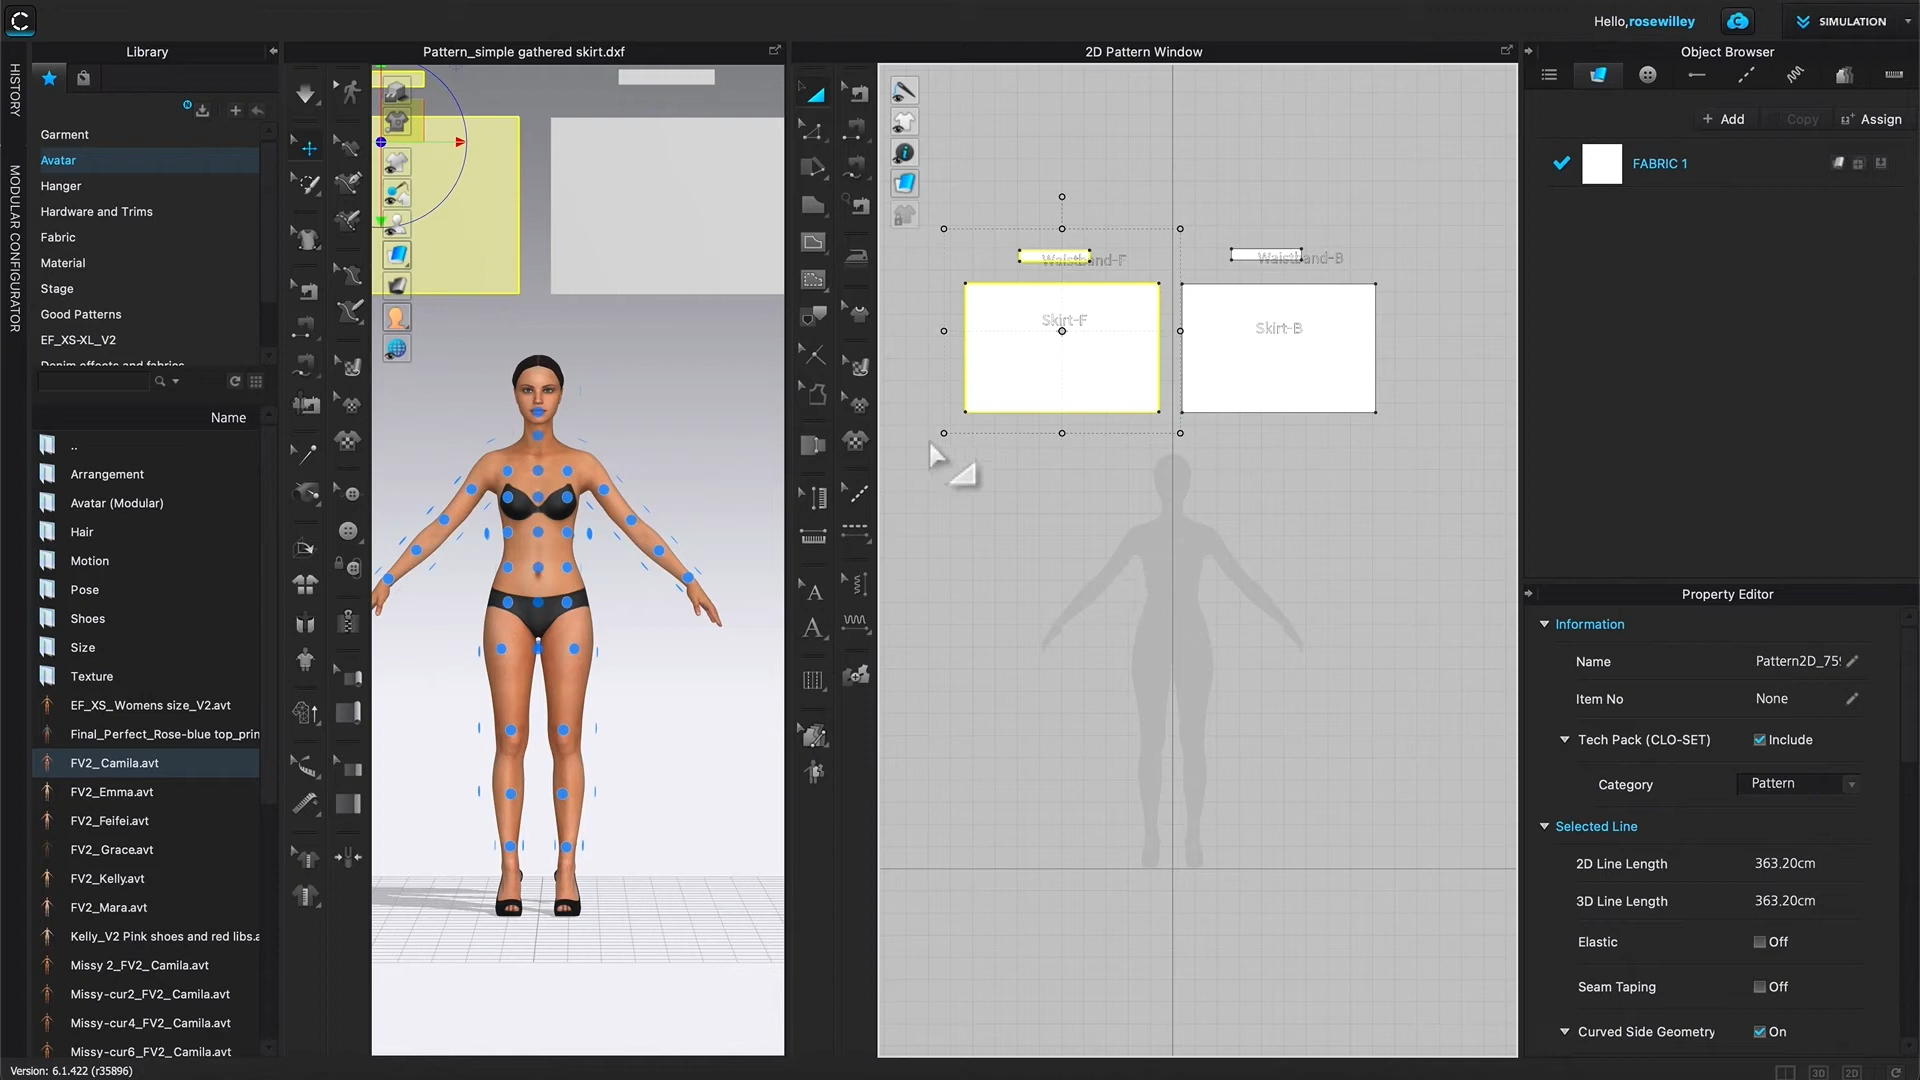 Hello,rosewilley
SIMULATION
HISTORY
MODULAR CONFIGURATOR
Library
Garment
Avatar
Hanger
Hardware and Trims
Fabric
Material
Stage
Good Patterns
EF_XS-XL_V2
Denim effects and fabrics
Name
..
Arrangement
Avatar (Modular)
Hair
Motion
Pose
Shoes
Size
Texture
EF_XS_Womens size_V2.avt
Final_Perfect_Rose-blue top_prin
FV2_Camila.avt
FV2_Emma.avt
FV2_Feifei.avt
FV2_Grace.avt
FV2_Kelly.avt
FV2_Mara.avt
Kelly_V2 Pink shoes and red libs.a
Missy 2_FV2_Camila.avt
Missy-cur2_FV2_Camila.avt
Missy-cur4_FV2_Camila.avt
Missy-cur6_FV2_Camila.avt
Version: 6.1.422 (r35896)
Pattern_simple gathered skirt.dxf
2D Pattern Window
Waistband-F
Waistband-B
Skirt-F
Skirt-B
Object Browser
+ Add
Copy
Assign
FABRIC 1
Property Editor
Information
Name
Pattern2D_759
Item No
None
Tech Pack (CLO-SET)
Include
Category
Pattern
Selected Line
2D Line Length
363.20cm
3D Line Length
363.20cm
Elastic
Off
Seam Taping
Off
Curved Side Geometry
On
3D
2D